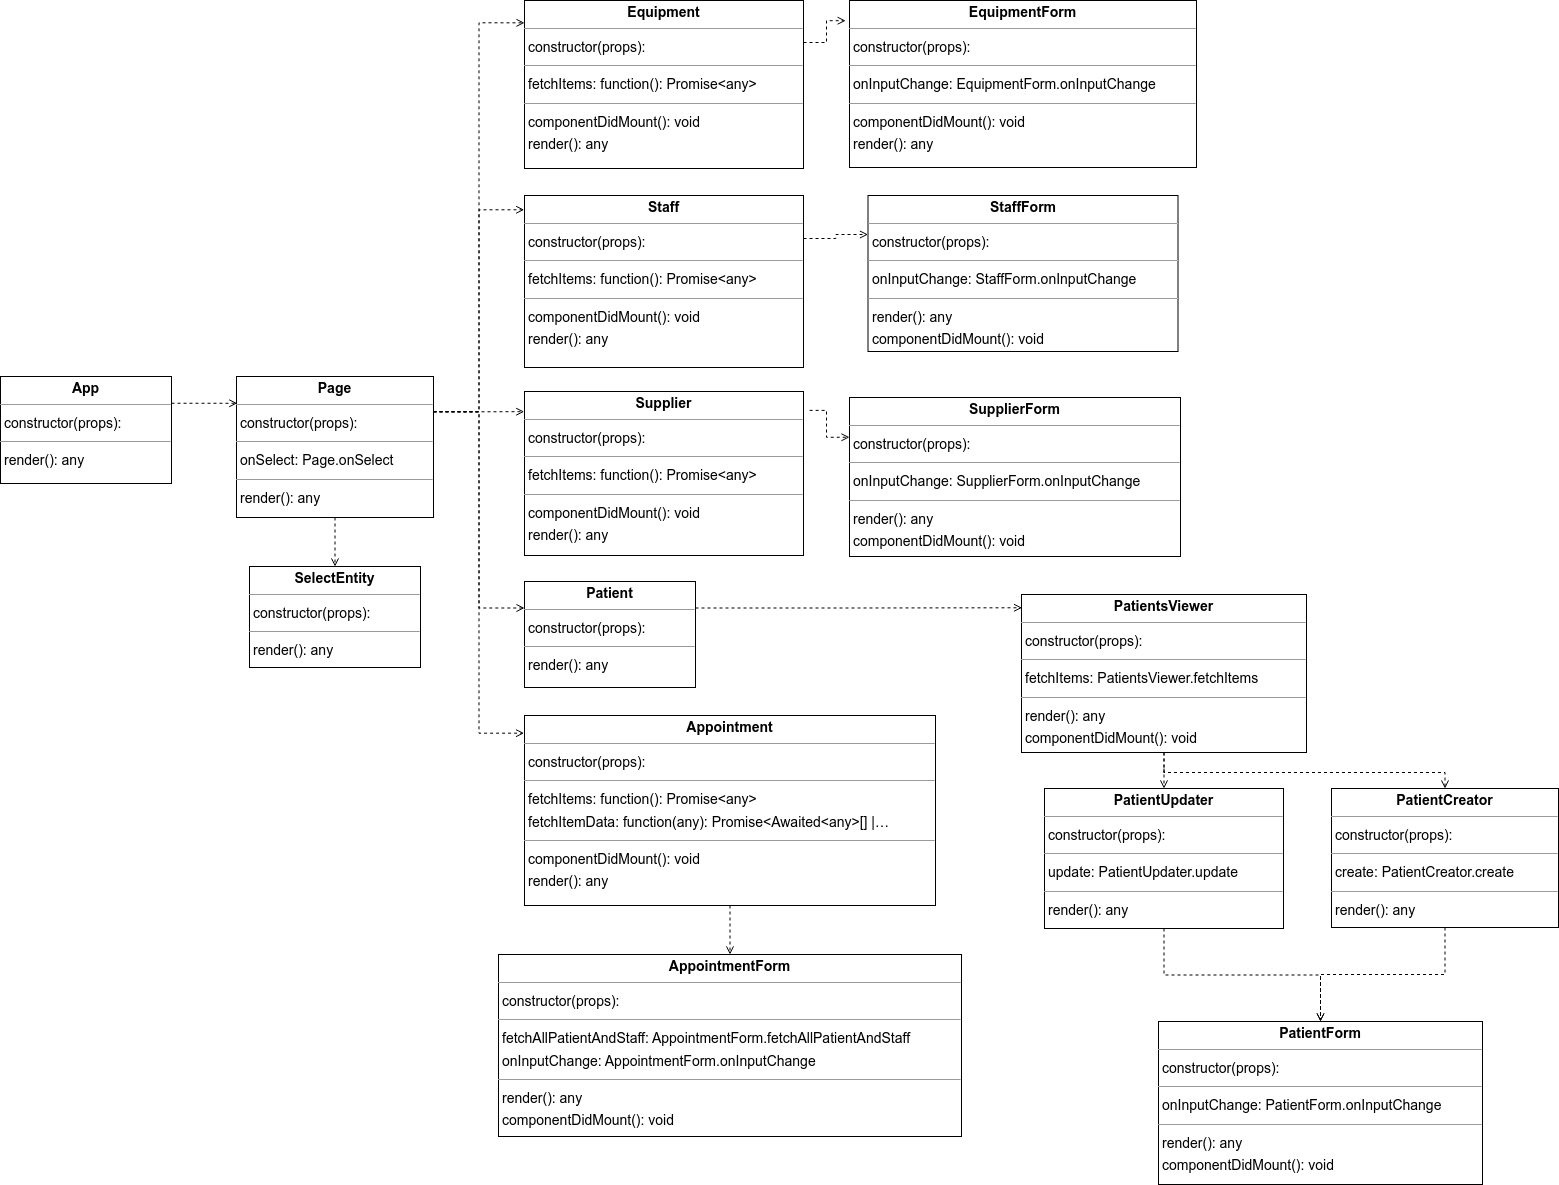 Equipment
constructor(props):
fetchItems: function(): Promise<any>
componentDidMount(): void
render(): any
EquipmentForm
constructor(props):
onInputChange: EquipmentForm.onInputChange
componentDidMount(): void
render(): any
Staff
constructor(props):
fetchItems: function(): Promise<any>
componentDidMount(): void
render(): any
StaffForm
constructor(props):
onInputChange: StaffForm.onInputChange
render(): any
componentDidMount(): void
App
constructor(props):
render(): any
Page
constructor(props):
onSelect: Page.onSelect
render(): any
Supplier
constructor(props):
fetchItems: function(): Promise<any>
componentDidMount(): void
render(): any
SupplierForm
constructor(props):
onInputChange: SupplierForm.onInputChange
render(): any
componentDidMount(): void
SelectEntity
constructor(props):
render(): any
Patient
constructor(props):
render(): any
PatientsViewer
constructor(props):
fetchItems: PatientsViewer.fetchItems
render(): any
componentDidMount(): void
Appointment
constructor(props):
fetchItems: function(): Promise<any>
fetchItemData: function(any): Promise<Awaited<any>[] |…
componentDidMount(): void
render(): any
PatientUpdater
constructor(props):
update: PatientUpdater.update
render(): any
PatientCreator
constructor(props):
create: PatientCreator.create
render(): any
AppointmentForm
constructor(props):
fetchAllPatientAndStaff: AppointmentForm.fetchAllPatientAndStaff
onInputChange: AppointmentForm.onInputChange
render(): any
componentDidMount(): void
PatientForm
constructor(props):
onInputChange: PatientForm.onInputChange
render(): any
componentDidMount(): void